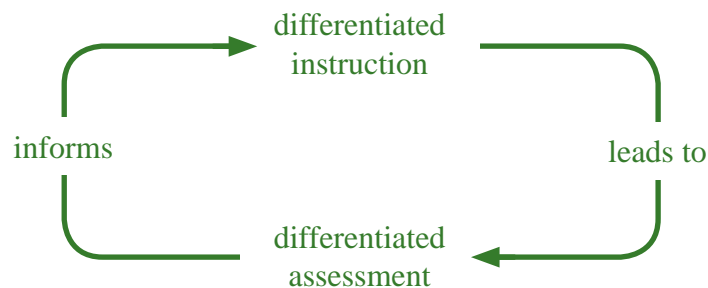 differentiated
instruction
informs
leads to
differentiated
assessment